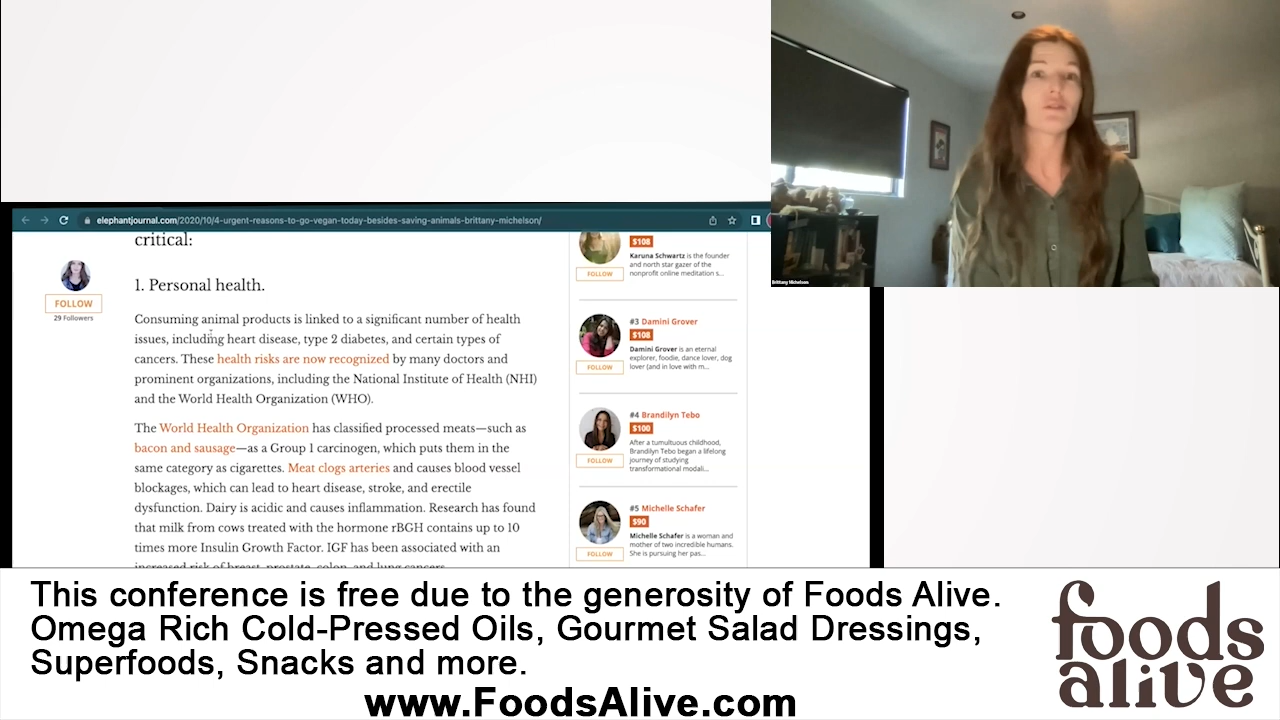 elephantjournal.com/2020/10/4-urgent-reasons-to-go-vegan-today-besides-saving-animals-brittany-michelson/
critical:
FOLLOW
29 Followers
1. Personal health.
Consuming animal products is linked to a significant number of health
issues, including heart disease, type 2 diabetes, and certain types of
cancers. These health risks are now recognized by many doctors and
prominent organizations, including the National Institute of Health (NHI)
and the World Health Organization (WHO).
The World Health Organization has classified processed meats—such as
bacon and sausage—as a Group 1 carcinogen, which puts them in the
same category as cigarettes. Meat clogs arteries and causes blood vessel
blockages, which can lead to heart disease, stroke, and erectile
dysfunction. Dairy is acidic and causes inflammation. Research has found
that milk from cows treated with the hormone rBGH contains up to 10
times more Insulin Growth Factor. IGF has been associated with an
increased risk of breast, prostate, colon, and lung cancers.
$108
Karuna Schwartz is the founder
and north star gazer of the
nonprofit online meditation s...
FOLLOW
#3 Damini Grover
$108
Damini Grover is an eternal
explorer, foodie, dance lover, dog
lover (and in love with m...
FOLLOW
#4 Brandilyn Tebo
$100
After a tumultuous childhood,
Brandilyn Tebo began a lifelong
journey of studying
transformational modali...
FOLLOW
#5 Michelle Schafer
$90
Michelle Schafer is a woman and
mother of two incredible humans.
She is pursuing her pas...
FOLLOW
Brittany Michelson
This conference is free due to the generosity of Foods Alive.
Omega Rich Cold-Pressed Oils, Gourmet Salad Dressings,
Superfoods, Snacks and more.
www.FoodsAlive.com
foods
alive